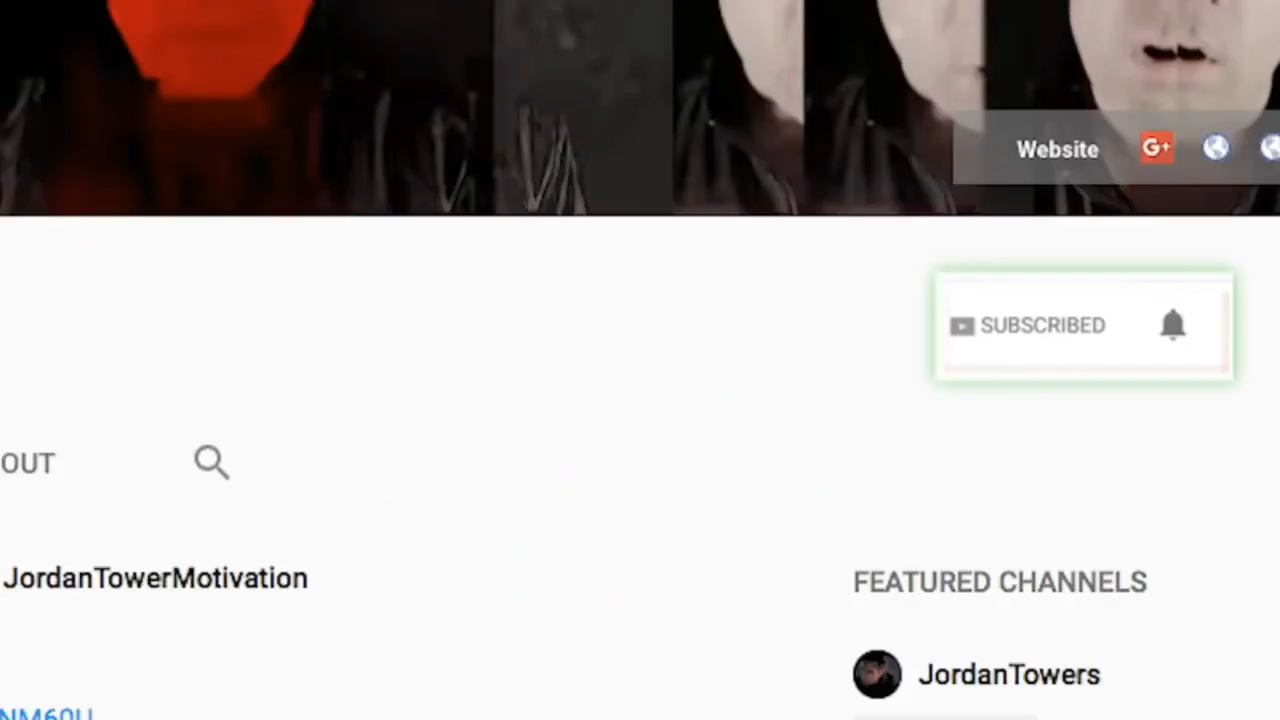 Website G+
SUBSCRIBED
OUT
JordanTowerMotivation
FEATURED CHANNELS
JordanTowers